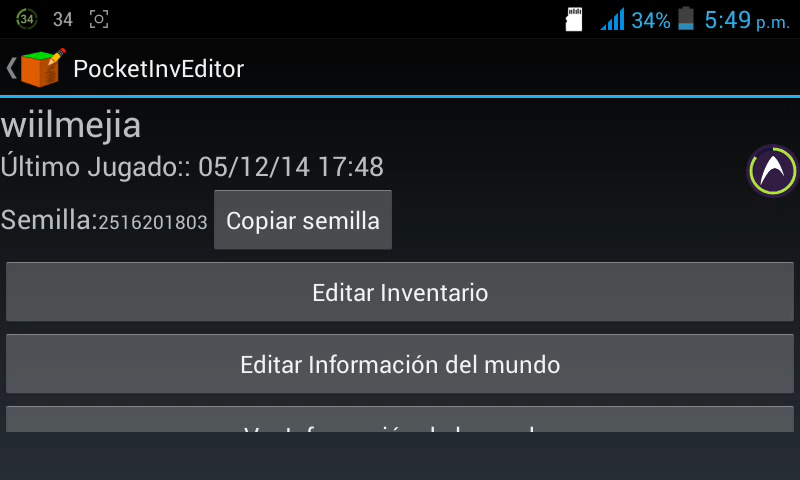 34 34 34% 5:49 p.m.
PocketInvEditor
wiilmejia
Último Jugado:: 05/12/14 17:48
Semilla:2516201803 Copiar semilla
Editar Inventario
Editar Información del mundo